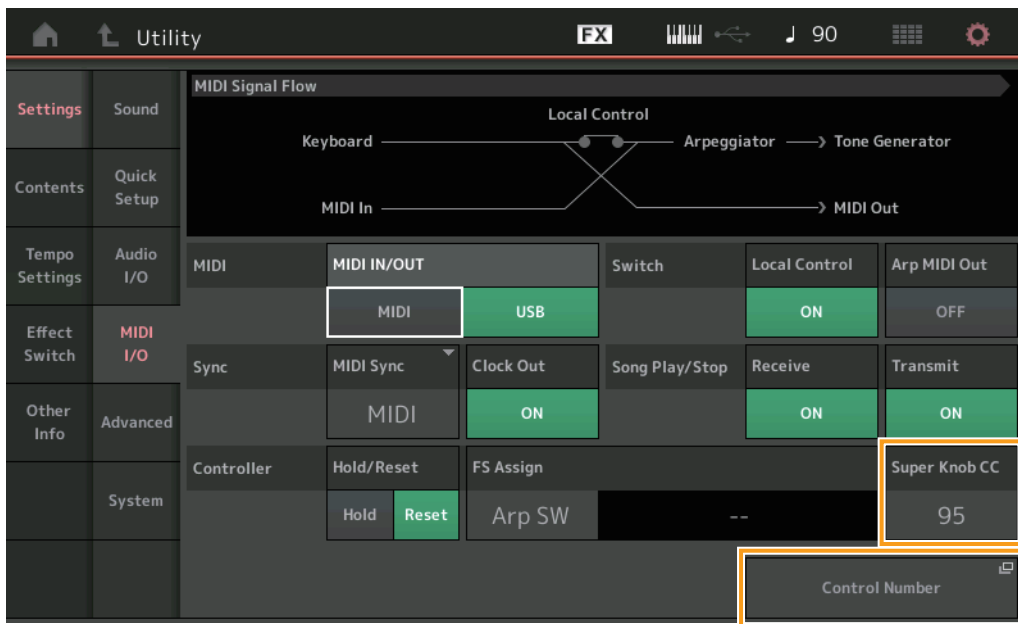 Utility
FX
♩ 90
Settings
Contents
Tempo
Settings
Effect
Switch
Other
Info
Sound
Quick
Setup
Audio
I/O
MIDI
I/O
Advanced
System
MIDI Signal Flow
Local Control
Keyboard
Arpeggiator
Tone Generator
MIDI In
MIDI Out
MIDI
MIDI IN/OUT
MIDI
USB
Switch
Local Control
ON
Arp MIDI Out
OFF
Sync
MIDI Sync
MIDI
Clock Out
ON
Song Play/Stop
Receive
ON
Transmit
ON
Controller
Hold/Reset
Hold
Reset
FS Assign
Arp SW
--
Super Knob CC
95
Control Number